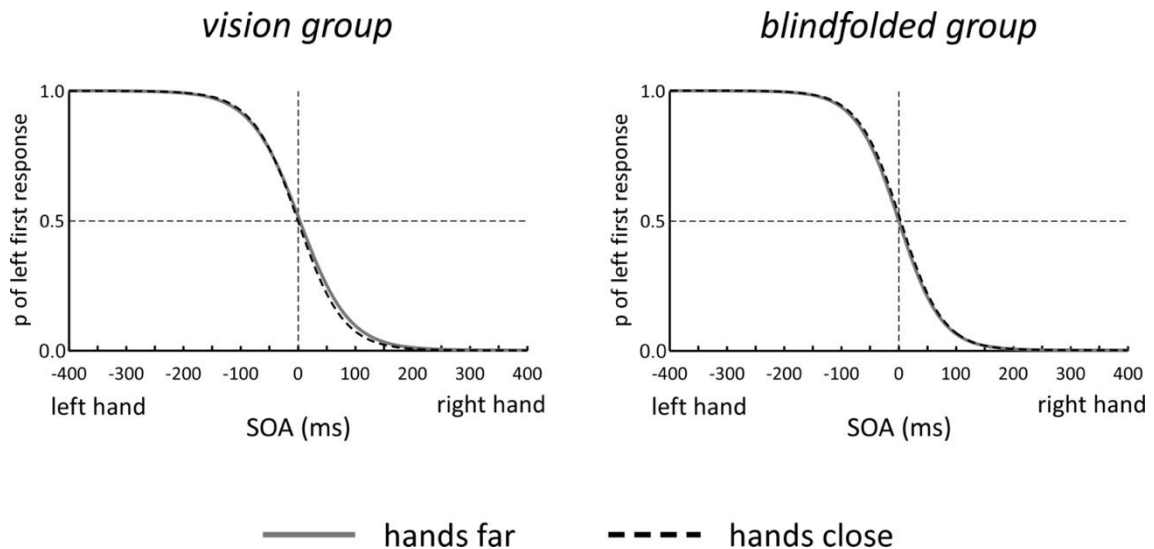 vision group
blindfolded group
p of left first response
1.0
0.5
0.0
-400 -300 -200 -100 0 100 200 300 400
left hand
right hand
SOA (ms)
p of left first response
1.0
0.5
0.0
-400 -300 -200 -100 0 100 200 300 400
left hand
right hand
SOA (ms)
hands far
hands close